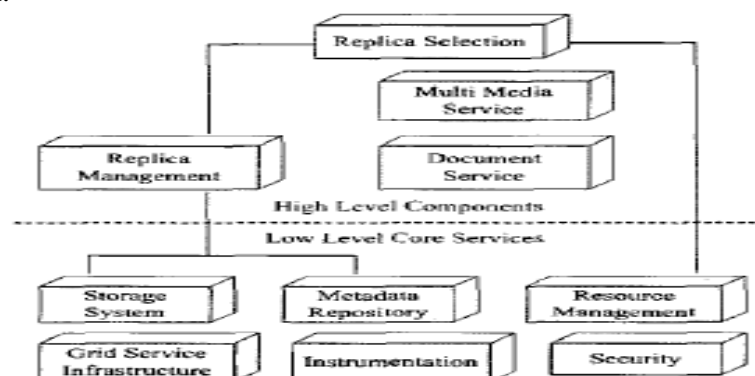 Replica Selection
Multi Media
Service
Replica
Management
Document
Service
High Level Components
Low Level Core Services
Storage
System
Metadata
Repository
Resource
Management
Grid Service
Infrastructure
Instrumentation
Security